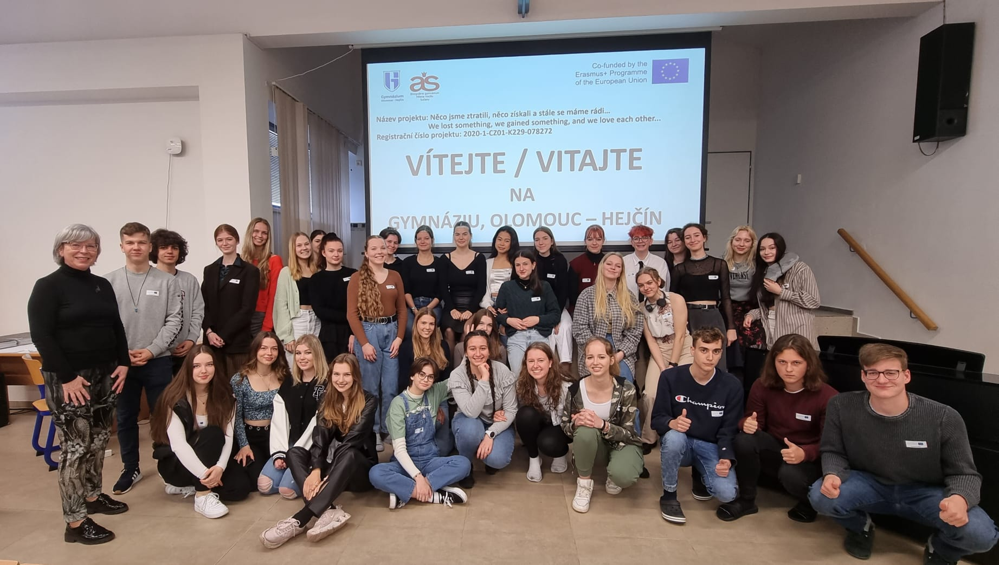 Gymnázium
Olomouc - Hejčín
Bilingválne gymnázium
Milana Hodžu
Sučany
Co-funded by the
Erasmus+ Programme
of the European Union
Název projektu: Něco jsme ztratili, něco získali a stále se máme rádi...
We lost something, we gained something, and we love each other...
Registrační číslo projektu: 2020-1-CZ01-K229-078272
VÍTEJTE / VITAJTE
NA
GYMNÁZIU, OLOMOUC – HEJČÍN
EVERLAST
Champion